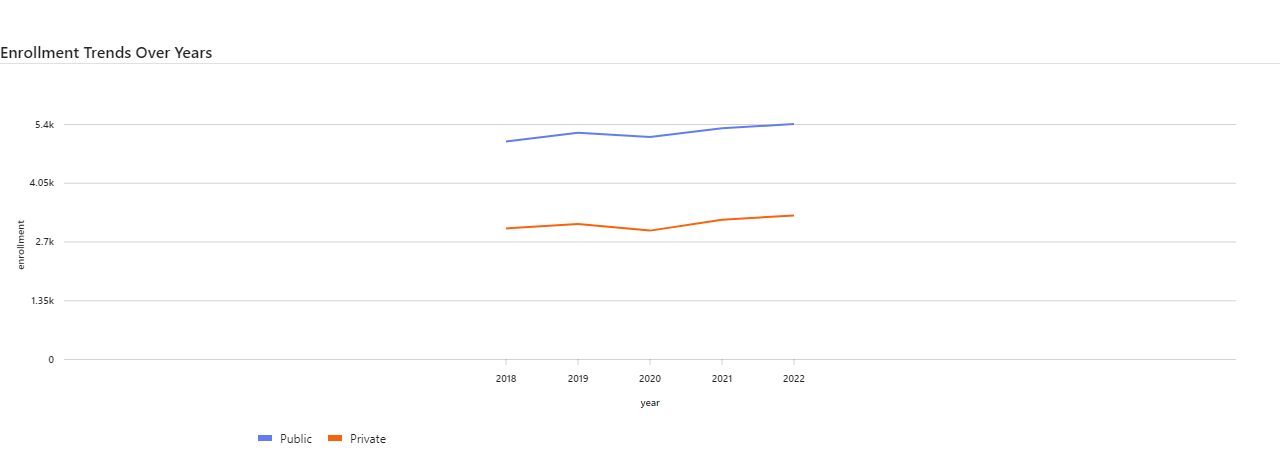 Enrollment Trends Over Years
5.4k
4.05k
2.7k
1.35k
0
enrollment
2018 2019 2020 2021 2022
year
Public Private